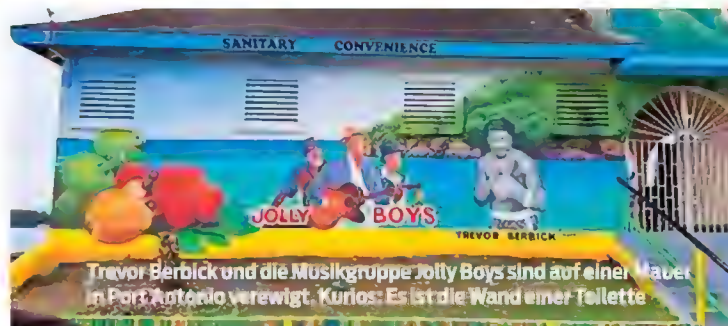 SANITARY CONVENIENCE
JOLLY BOYS
TREVOR BERBICK
Trevor Berbick und die Musikgruppe Jolly Boys sind auf einer Mauer
in Port Antonio verewigt. Kurios: Es ist die Wand einer Toilette